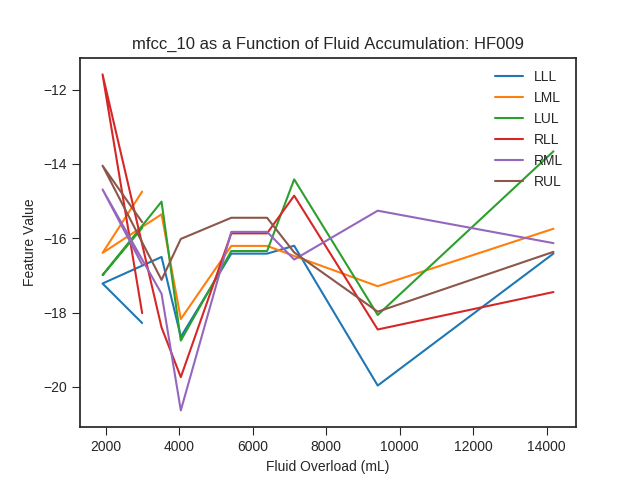 mfcc_10 as a Function of Fluid Accumulation: HF009
LLL
LML
LUL
RLL
RML
RUL
−12
−14
−16
−18
−20
Feature Value
2000 4000 6000 8000 10000 12000 14000
Fluid Overload (mL)